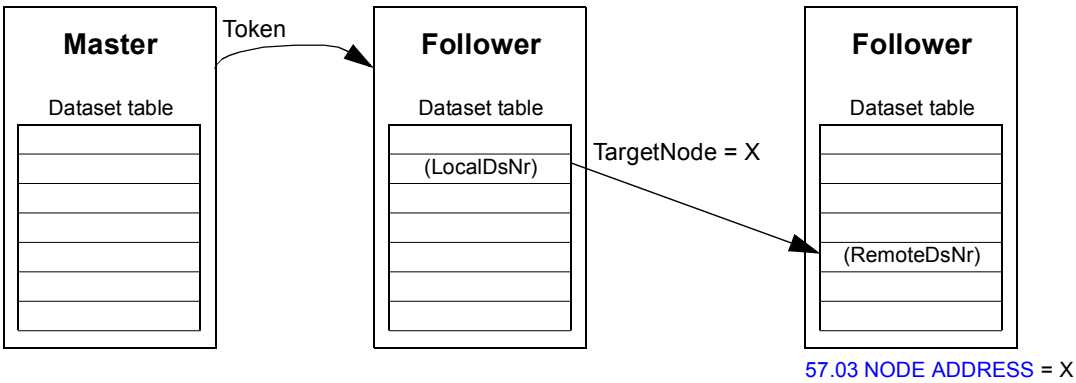 Master
Token
Follower
Follower
Dataset table
Dataset table
Dataset table
(LocalDsNr)
TargetNode = X
(RemoteDsNr)
57.03 NODE ADDRESS = X